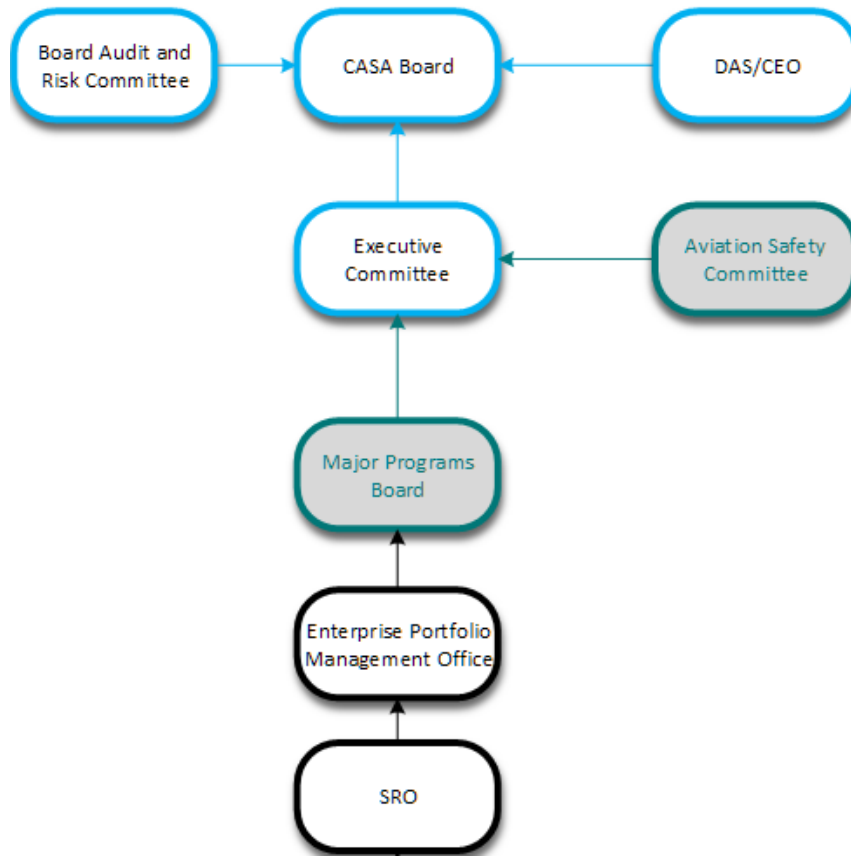 Board Audit and
Risk Committee
CASA Board
DAS/CEO
Executive
Committee
Aviation Safety
Committee
Major Programs
Board
Enterprise Portfolio
Management Office
SRO